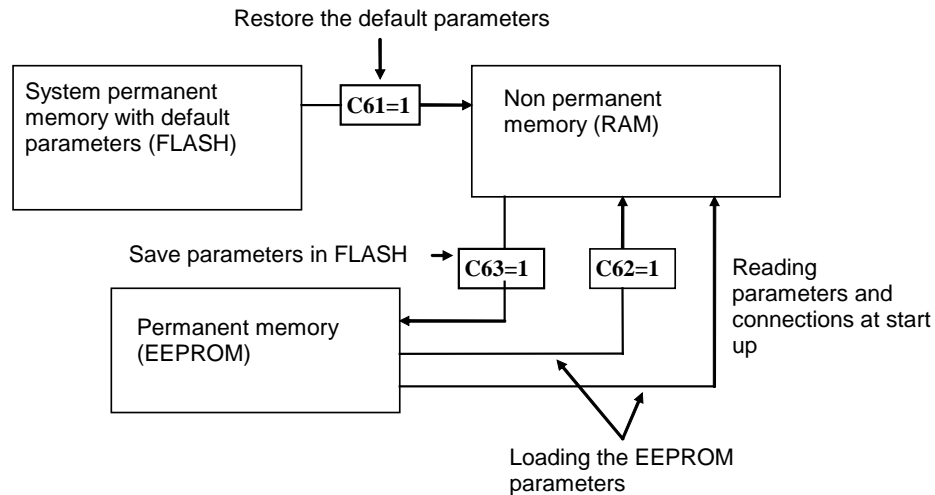 Restore the default parameters
System permanent
memory with default
parameters (FLASH)
C61=1
Non permanent
memory (RAM)
Save parameters in FLASH
C63=1
C62=1
Reading
parameters and
connections at start
up
Permanent memory
(EEPROM)
Loading the EEPROM
parameters